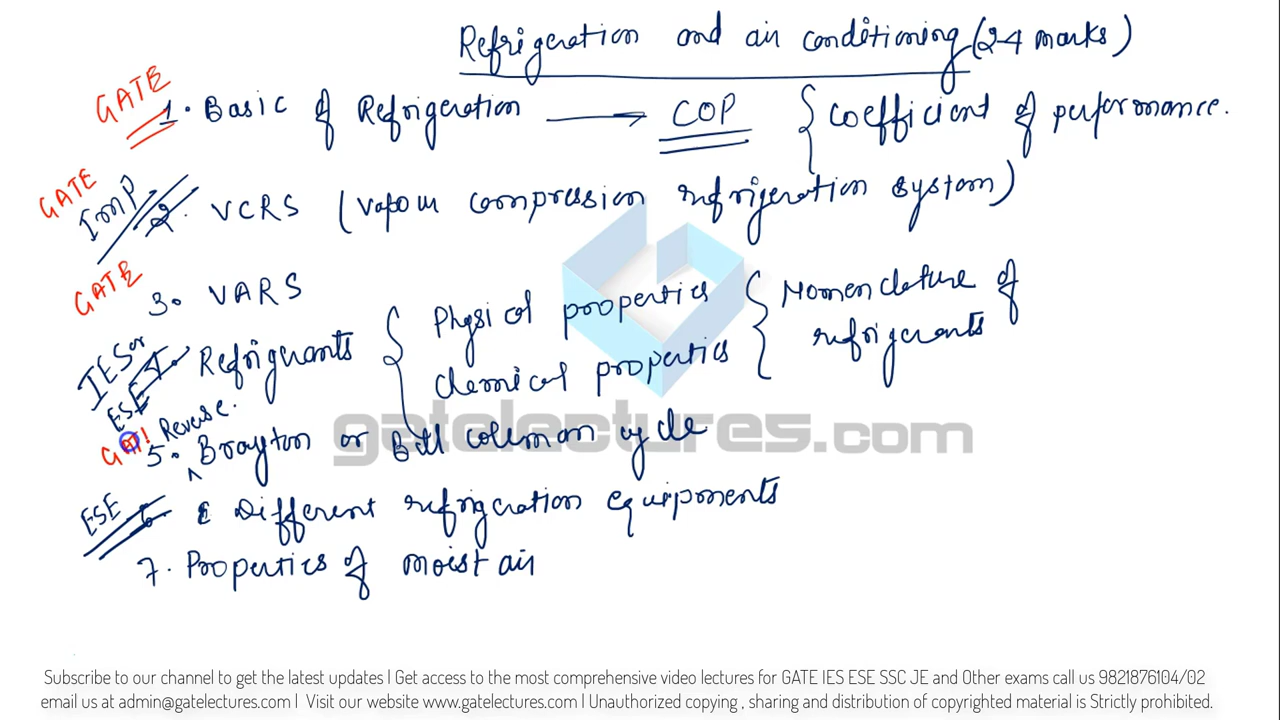 Refrigeration and air conditioning (24 marks)
GATE 1. Basic of Refrigeration → COP { Coefficient of performance.
GATE Imp 2. VCRS (vapour compression refrigeration system)
GATE 3. VARS
IES or ESE 4. Refrigerants { Physical properties { Nomenclature of
chemical properties refrigerants
Reverse.
5. Brayton or Bell coleman cycle
gatelectures.com
ESE 6 Different refrigeration equipments
7. Properties of moist air
Subscribe to our channel to get the latest updates | Get access to the most comprehensive video lectures for GATE IES ESE SSC JE and Other exams call us 9821876104/02
email us at admin@gatelectures.com | Visit our website www.gatelectures.com | Unauthorized copying , sharing and distribution of copyrighted material is Strictly prohibited.